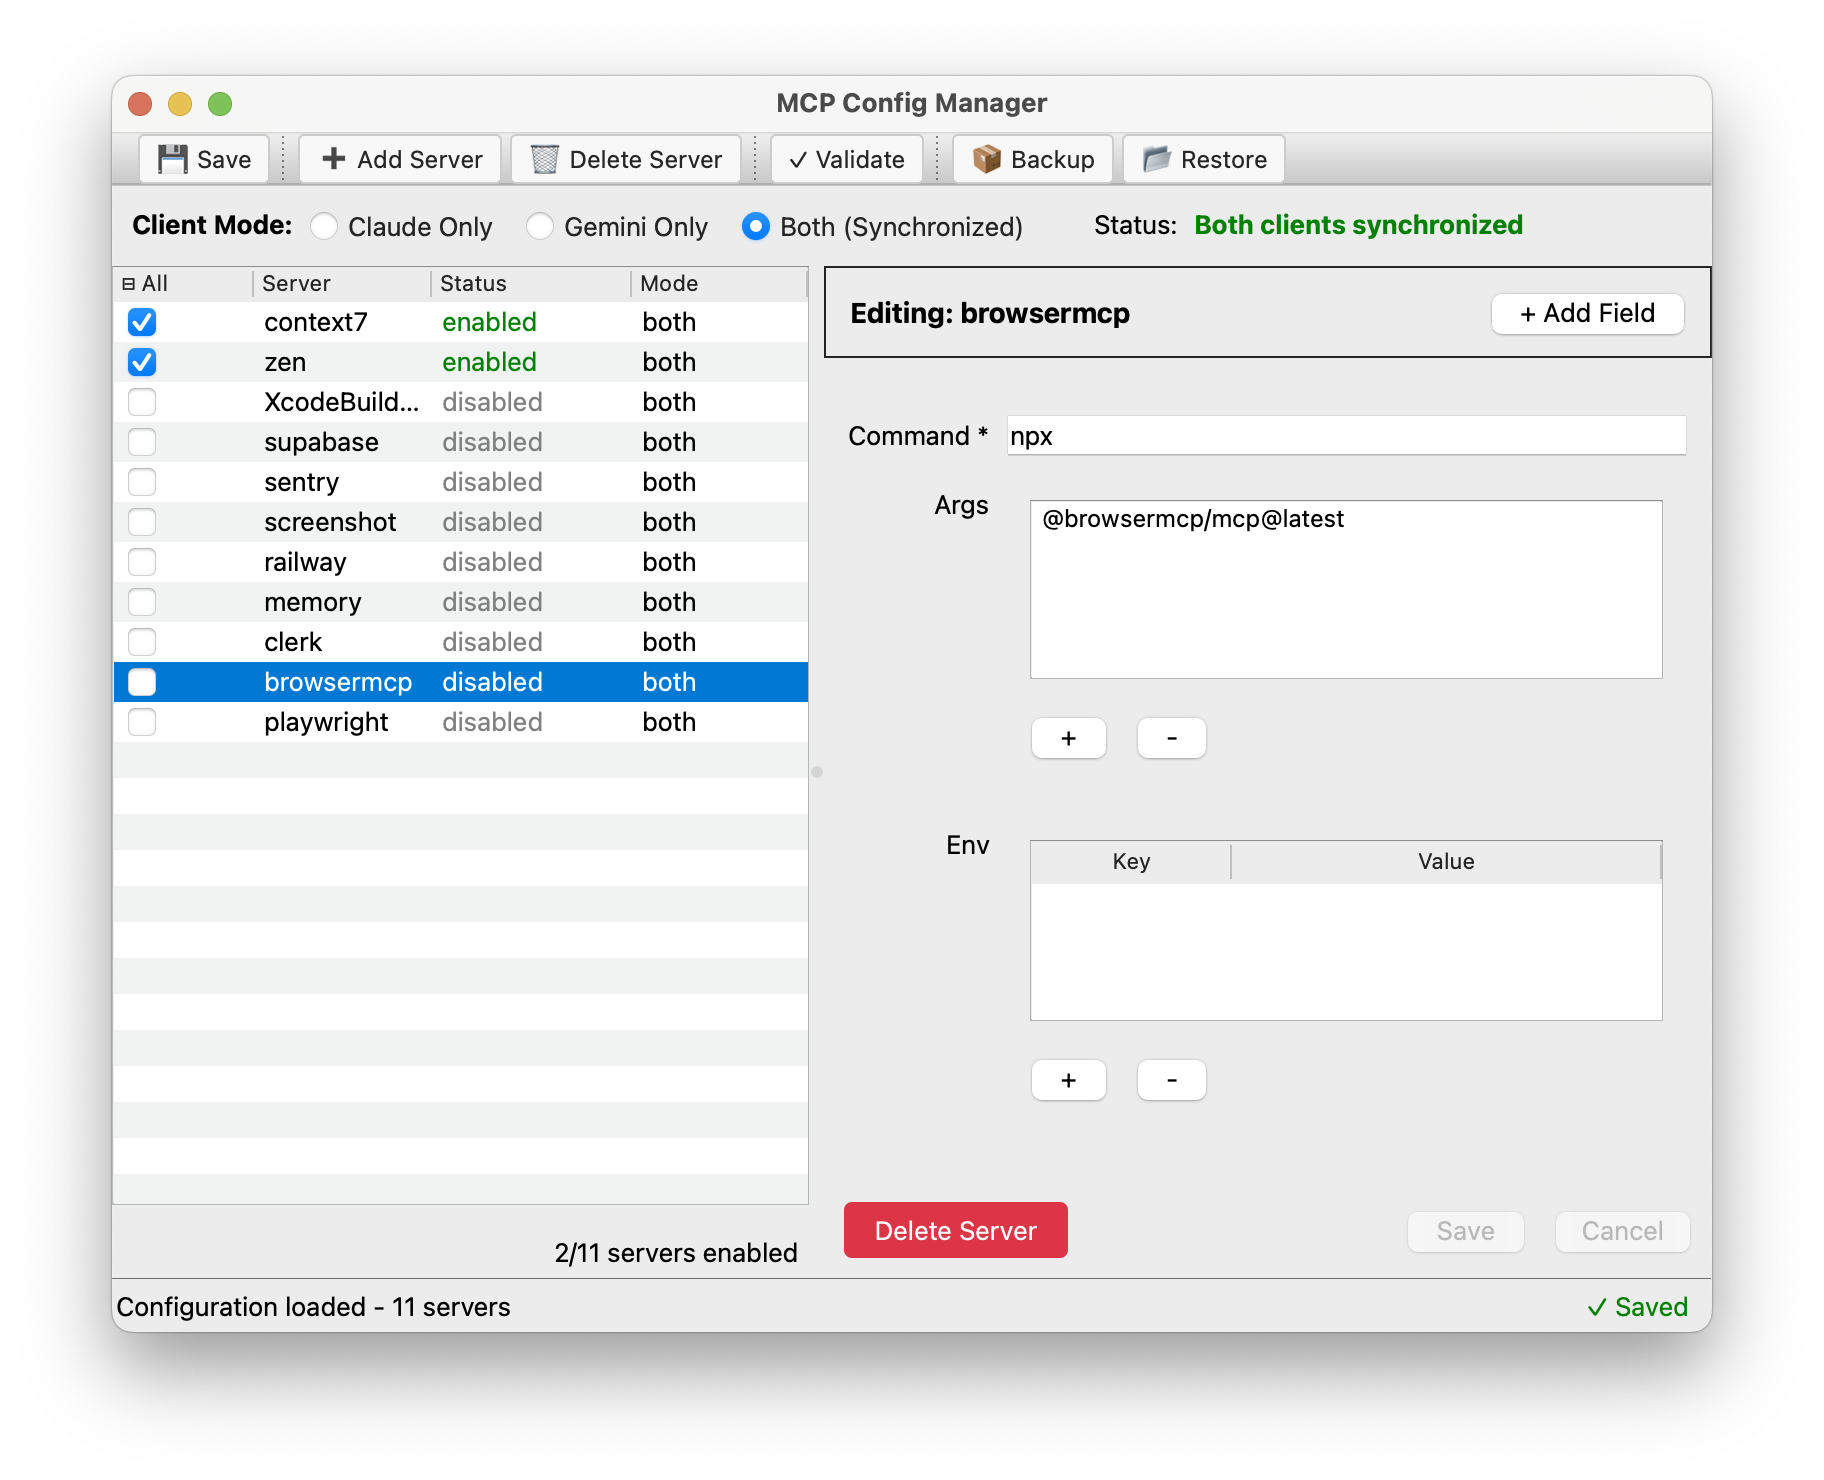 MCP Config Manager
Save
Add Server
Delete Server
✓ Validate
Backup
Restore
Client Mode: Claude Only Gemini Only Both (Synchronized) Status: Both clients synchronized
⊟ All Server Status Mode
context7 enabled both
zen enabled both
XcodeBuild... disabled both
supabase disabled both
sentry disabled both
screenshot disabled both
railway disabled both
memory disabled both
clerk disabled both
browsermcp disabled both
playwright disabled both
2/11 servers enabled
Editing: browsermcp
+ Add Field
Command * npx
Args
@browsermcp/mcp@latest
+ -
Env
Key Value
+ -
Delete Server
Save
Cancel
Configuration loaded - 11 servers
✓ Saved